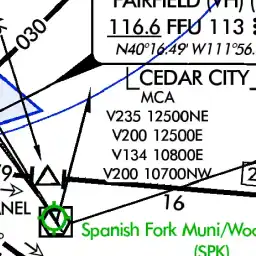 FAIRFIELD (VH) (
116.6 FFU 113
N40°16.49' W111°56.
030
CEDAR CITY
MCA
V235 12500NE
V200 12500E
V134 10800E
V200 10700NW
16
Spanish Fork Muni/Woo
(SPK)